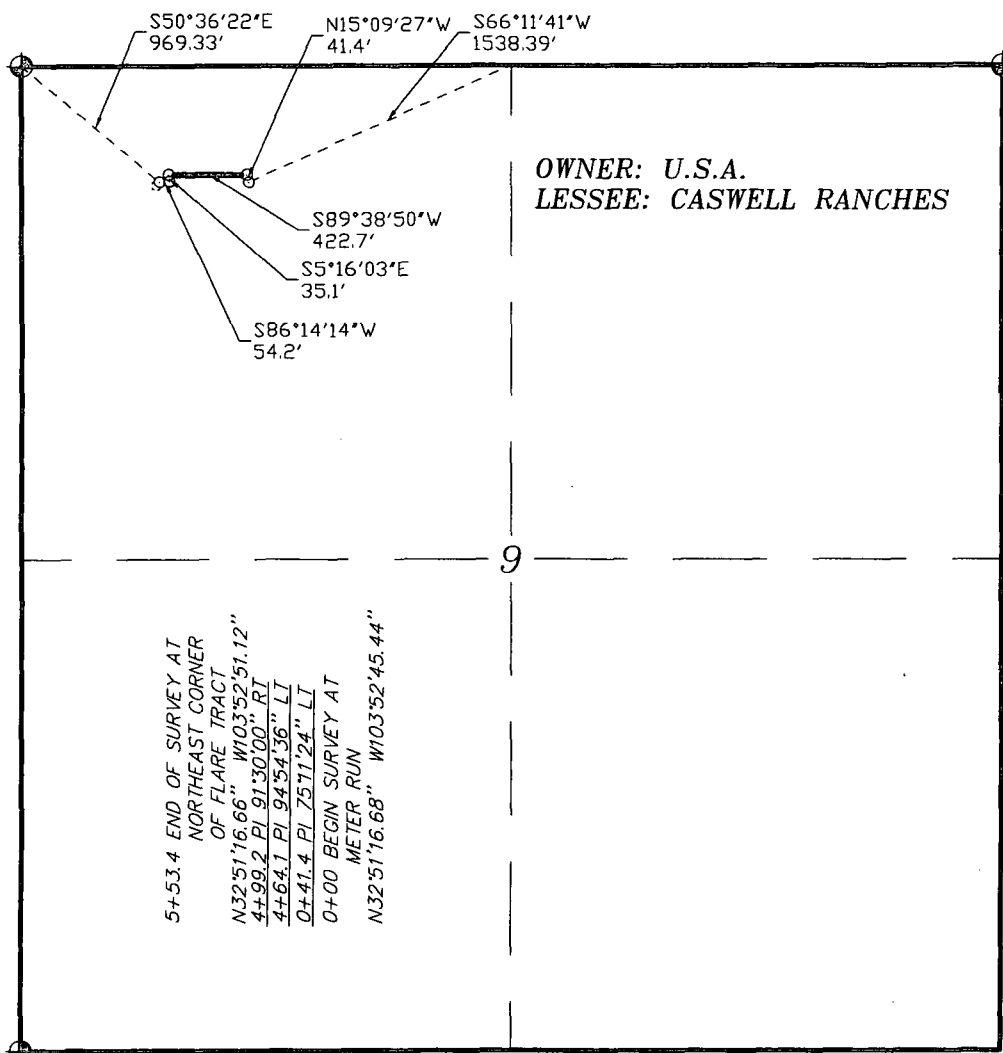 S50°36'22"E
969.33'
N15°09'27"W
41.4'
S66°11'41"W
1538.39'
OWNER: U.S.A.
LESSEE: CASWELL RANCHES
S89°38'50"W
422.7'
S5°16'03"E
35.1'
S86°14'14"W
54.2'
9
5+53.4 END OF SURVEY AT
NORTHEAST CORNER
OF FLARE TRACT
N32°51'16.66" W103°52'51.12"
4+99.2 PI 91°30'00" RT
4+64.1 PI 94°54'36" LT
0+41.4 PI 75°11'24" LT
0+00 BEGIN SURVEY AT
METER RUN
N32°51'16.68" W103°52'45.44"